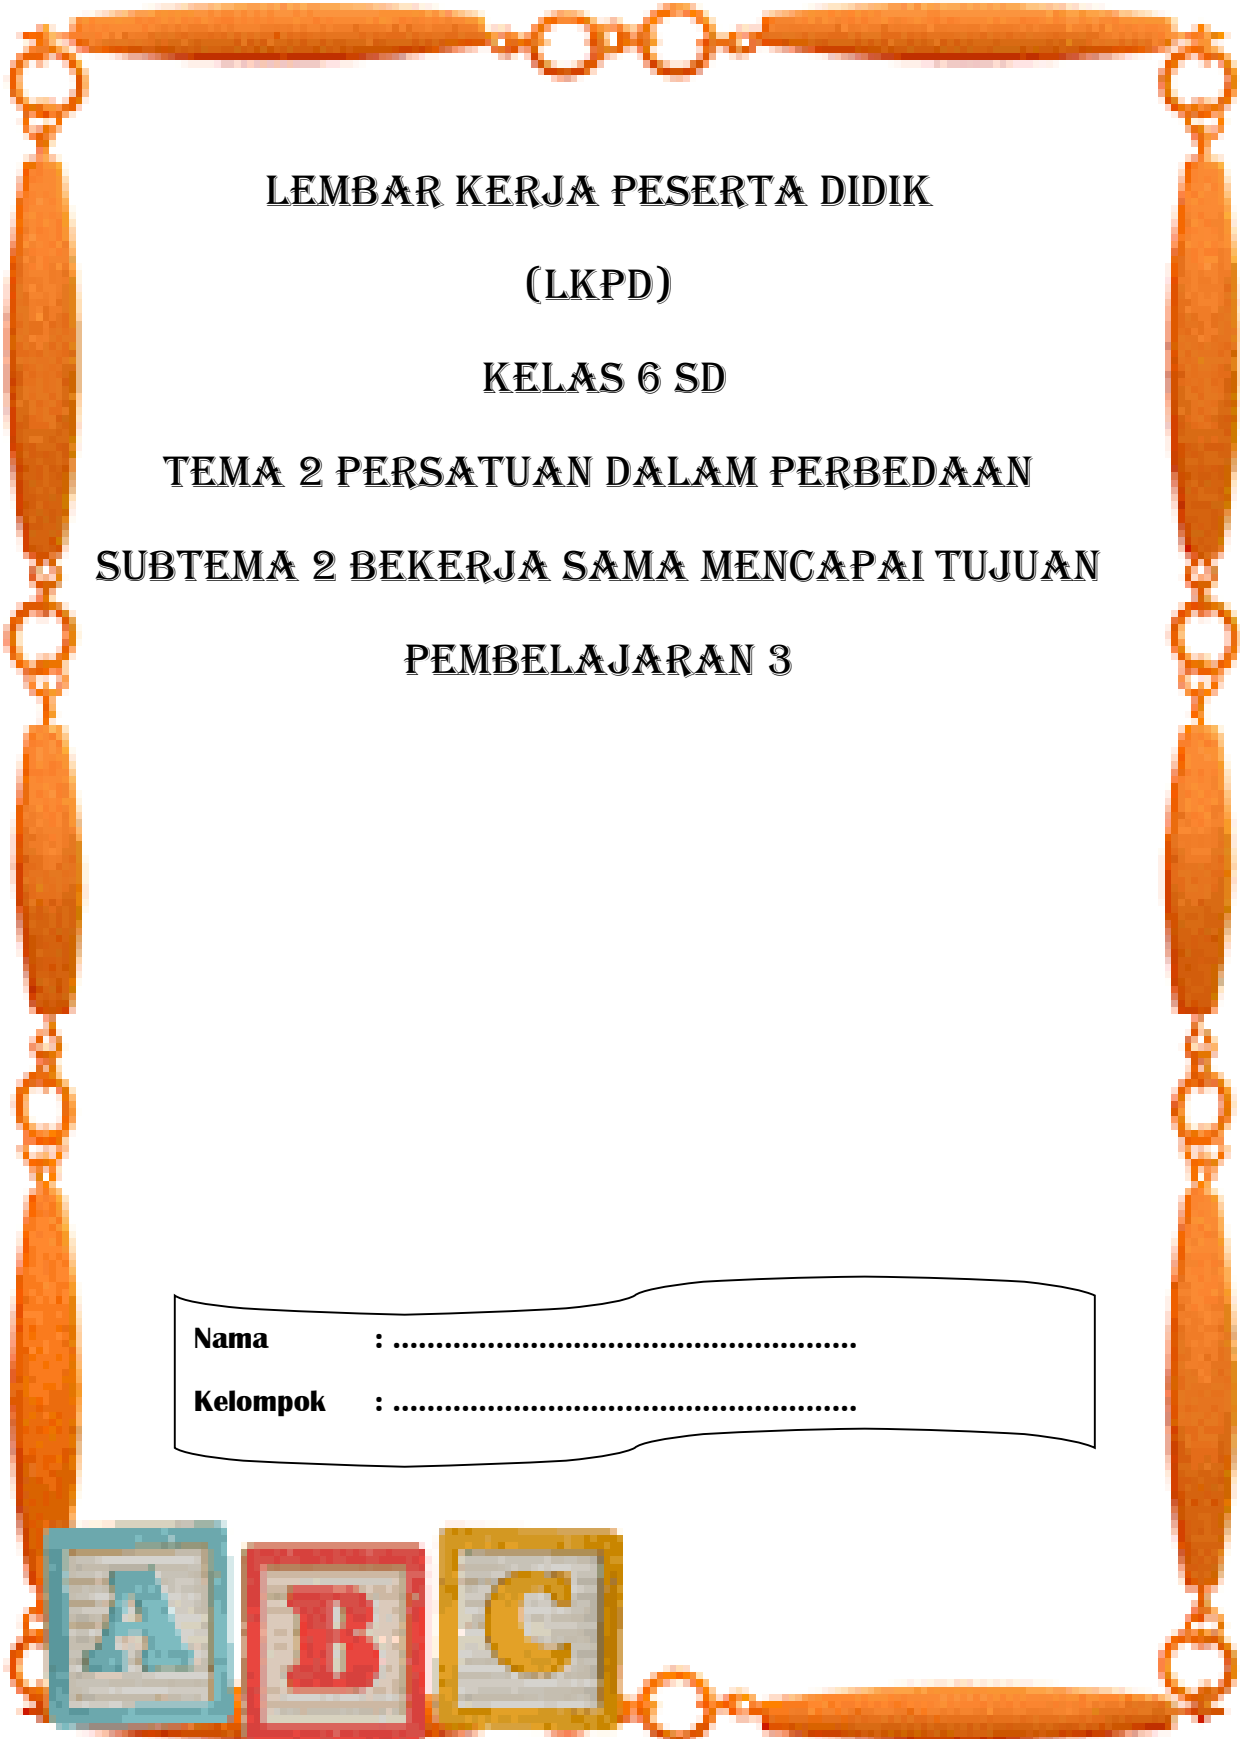 LEMBAR KERJA PESERTA DIDIK
(LKPD)
KELAS 6 SD
TEMA 2 PERSATUAN DALAM PERBEDAAN
SUBTEMA 2 BEKERJA SAMA MENCAPAI TUJUAN
PEMBELAJARAN 3
Nama : ......................................................
Kelompok : ......................................................
A B C